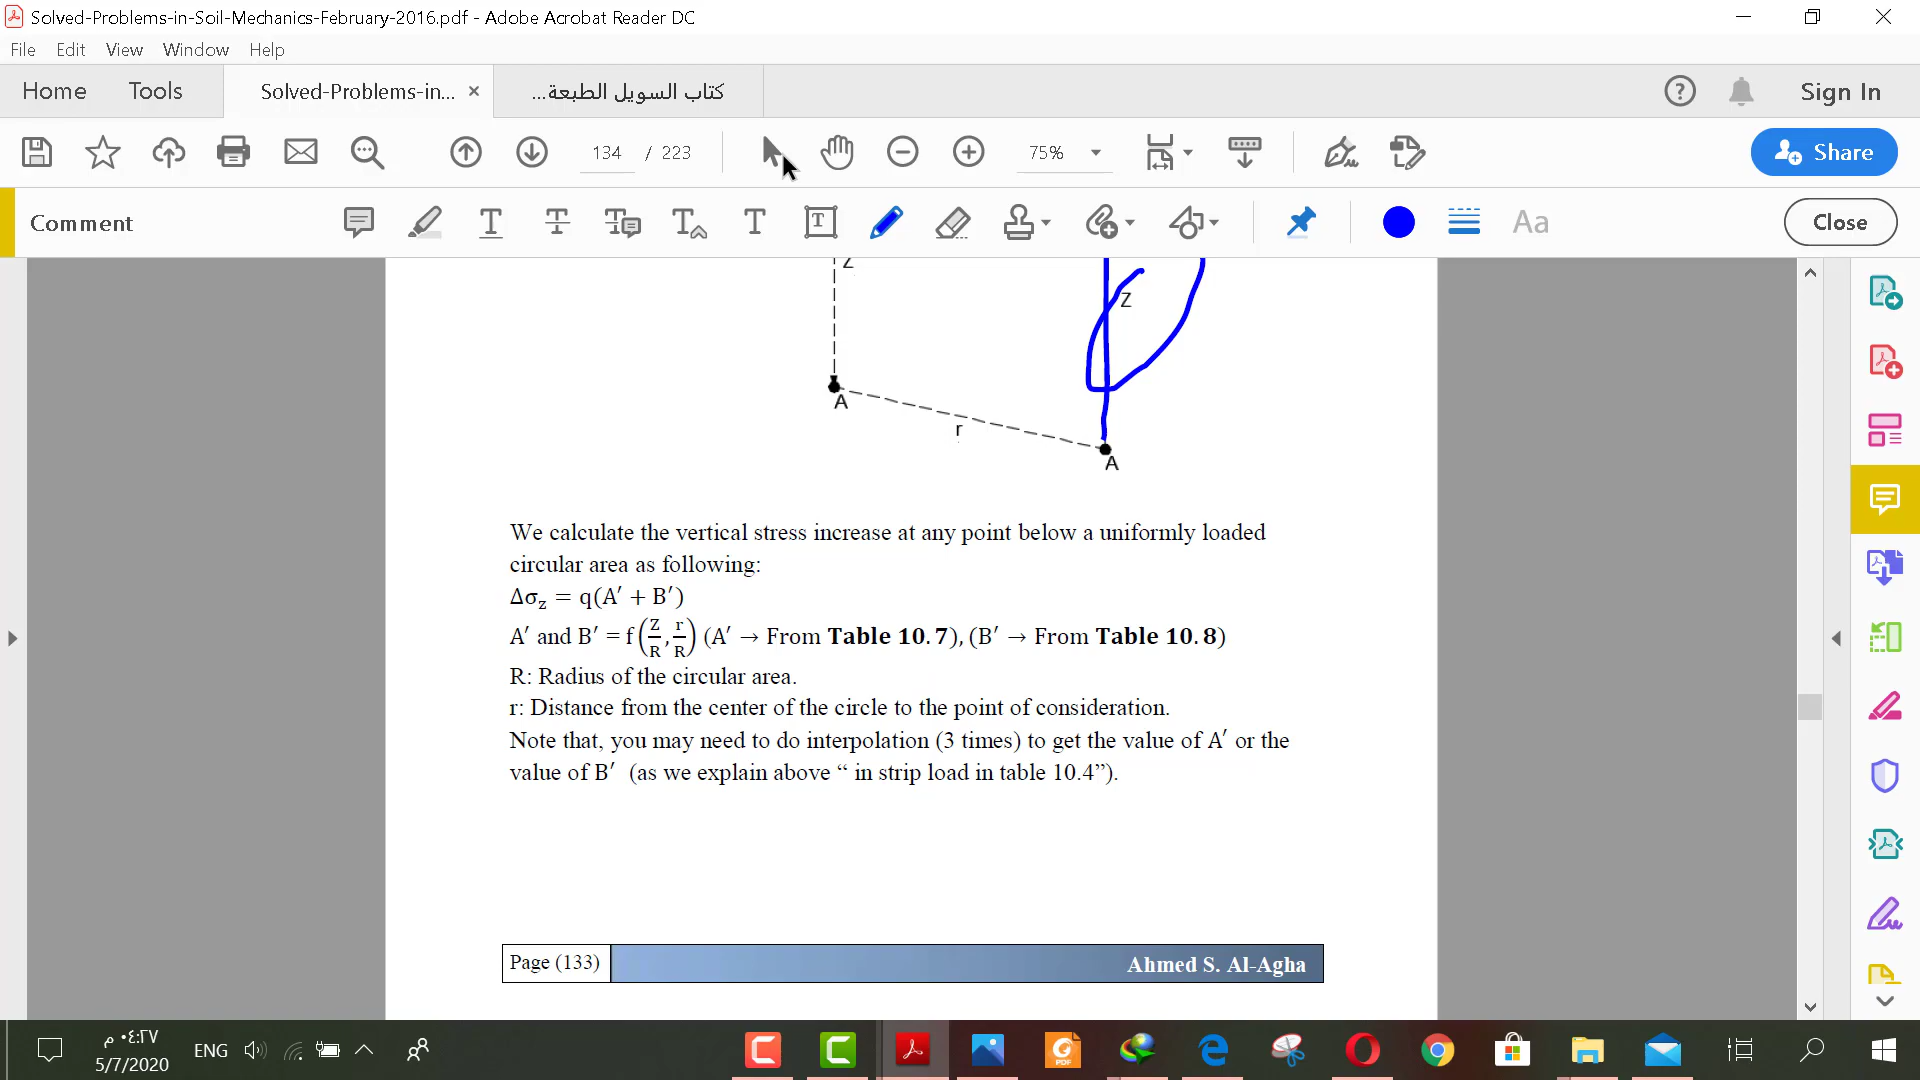 Solved-Problems-in-Soil-Mechanics-February-2016.pdf - Adobe Acrobat Reader DC
File Edit View Window Help
Home Tools Solved-Problems-in... × كتاب السويل الطبعة... Sign In
134 / 223 75% Share
Comment Aa Close
Z
Z
A
r
A
We calculate the vertical stress increase at any point below a uniformly loaded
circular area as following:
Δσz = q(A′ + B′)
A′ and B′ = f(Z/R, r/R) (A′ → From Table 10.7), (B′ → From Table 10.8)
R: Radius of the circular area.
r: Distance from the center of the circle to the point of consideration.
Note that, you may need to do interpolation (3 times) to get the value of A′ or the
value of B′ (as we explain above “ in strip load in table 10.4”).
Page (133) Ahmed S. Al-Agha
٠٤:٢٧ م
ENG
5/7/2020